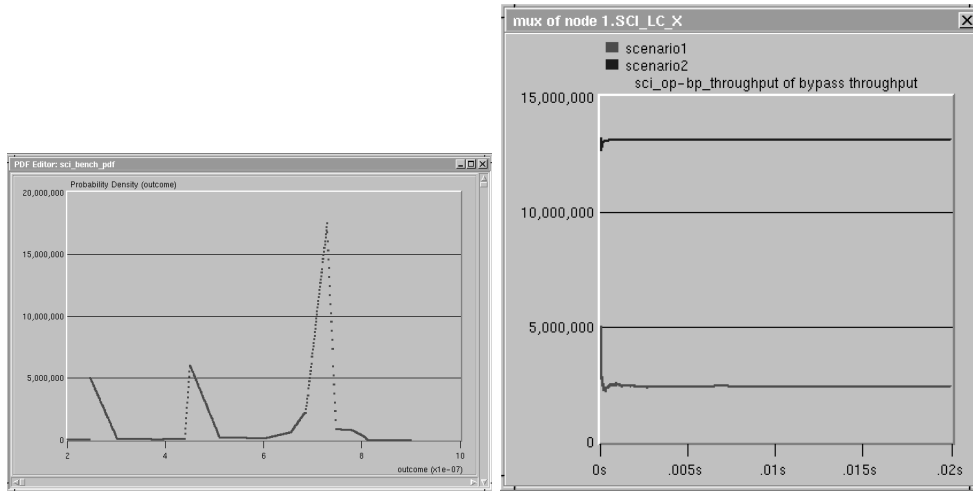 PDF Editor: sci_bench_pdf
Probability Density (outcome)
20,000,000
15,000,000
10,000,000
5,000,000
0
2 4 6 8 10
outcome (x1e-07)
mux of node 1.SCI_LC_X
scenario1
scenario2
sci_op-bp_throughput of bypass throughput
15,000,000
10,000,000
5,000,000
0
0s .005s .01s .015s .02s